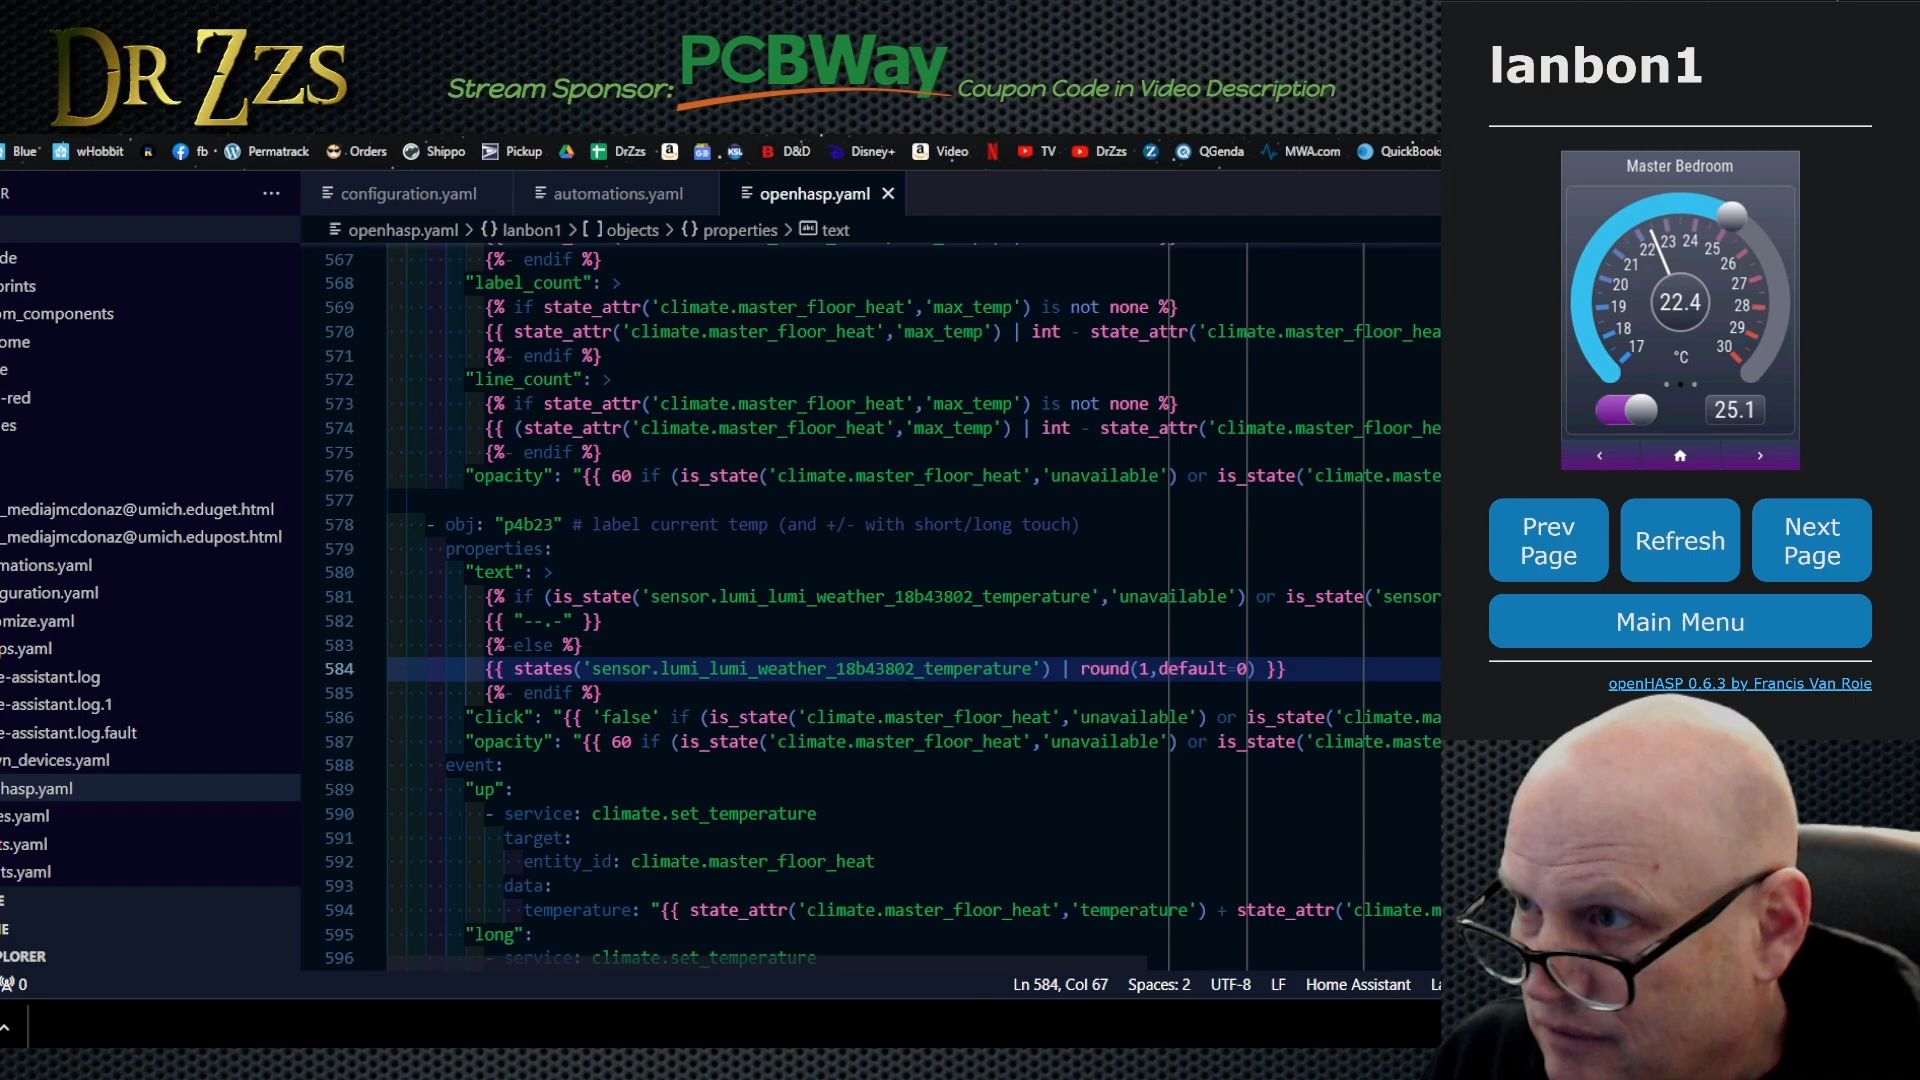 DR ZZS
Stream Sponsor: PCBWay Coupon Code in Video Description
Blue wHobbit R fb Permatrack Orders Shippo Pickup DrZzs KSL D&D Disney+ Video TV DrZzs QGenda MWA.com QuickBooks
R ··· configuration.yaml automations.yaml openhasp.yaml ×
openhasp.yaml > {} lanbon1 > [ ] objects > {} properties > abc text
de
prints
om_components
ome
e
-red
es
_mediajmcdonaz@umich.eduget.html
_mediajmcdonaz@umich.edupost.html
mations.yaml
guration.yaml
omize.yaml
ps.yaml
e-assistant.log
e-assistant.log.1
e-assistant.log.fault
wn_devices.yaml
hasp.yaml
es.yaml
ts.yaml
ts.yaml
E
NE
PLORER
0
567 {%- endif %}
568 "label_count": >
569 {% if state_attr('climate.master_floor_heat','max_temp') is not none %}
570 {{ state_attr('climate.master_floor_heat','max_temp') | int - state_attr('climate.master_floor_hea
571 {%- endif %}
572 "line_count": >
573 {% if state_attr('climate.master_floor_heat','max_temp') is not none %}
574 {{ (state_attr('climate.master_floor_heat','max_temp') | int - state_attr('climate.master_floor_he
575 {%- endif %}
576 "opacity": "{{ 60 if (is_state('climate.master_floor_heat','unavailable') or is_state('climate.mast
577
578 - obj: "p4b23" # label current temp (and +/- with short/long touch)
579 properties:
580 "text": >
581 {% if (is_state('sensor.lumi_lumi_weather_18b43802_temperature','unavailable') or is_state('sensor
582 {{ "--.-" }}
583 {%-else %}
584 {{ states('sensor.lumi_lumi_weather_18b43802_temperature') | round(1,default=0) }}
585 {%- endif %}
586 "click": "{{ 'false' if (is_state('climate.master_floor_heat','unavailable') or is_state('climate.ma
587 "opacity": "{{ 60 if (is_state('climate.master_floor_heat','unavailable') or is_state('climate.maste
588 event:
589 "up":
590 - service: climate.set_temperature
591 target:
592 entity_id: climate.master_floor_heat
593 data:
594 temperature: "{{ state_attr('climate.master_floor_heat','temperature') + state_attr('climate.m
595 "long":
596 - service: climate.set_temperature
Ln 584, Col 67 Spaces: 2 UTF-8 LF Home Assistant La
lanbon1
Master Bedroom
17 18 19 20 21 22 23 24 25 26 27 28 29 30
22.4
°C
25.1
Prev Page
Refresh
Next Page
Main Menu
openHASP 0.6.3 by Francis Van Roie